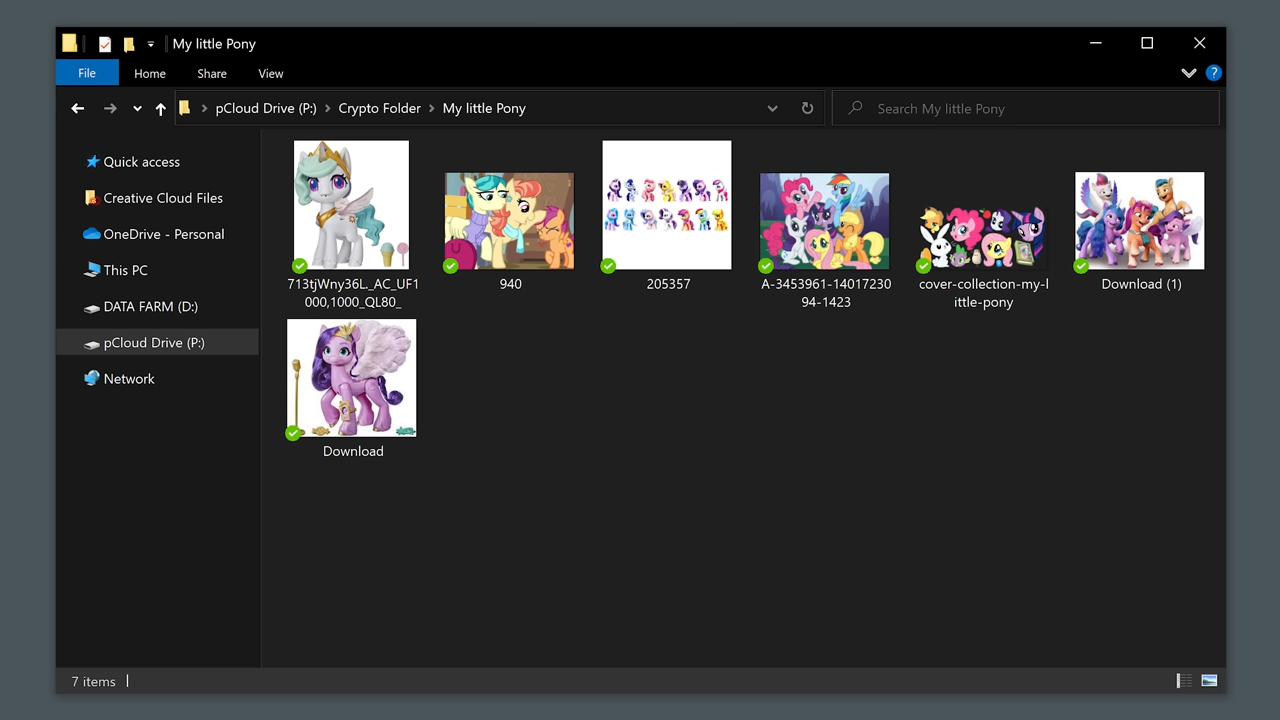 My little Pony
File Home Share View
?
pCloud Drive (P:) Crypto Folder My little Pony
Search My little Pony
Quick access
Creative Cloud Files
OneDrive - Personal
This PC
DATA FARM (D:)
pCloud Drive (P:)
Network
713tjWny36L._AC_UF1
000,1000_QL80_
940
205357
A-3453961-14017230
94-1423
cover-collection-my-l
ittle-pony
Download (1)
Download
7 items